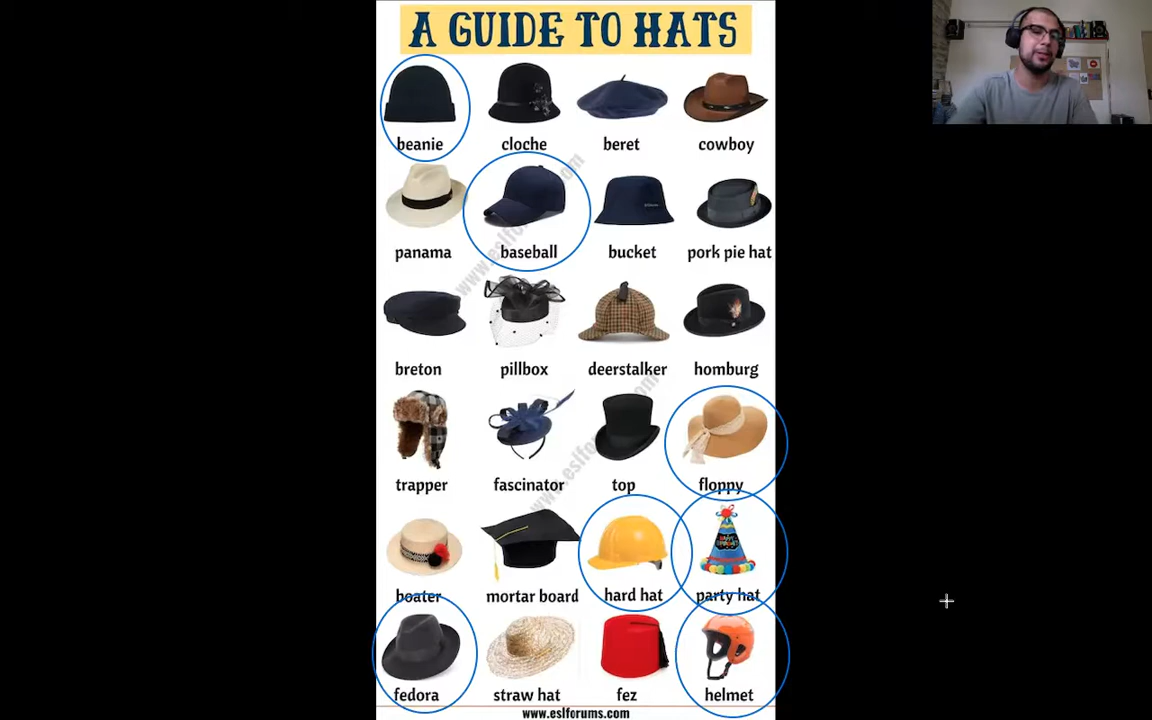 A GUIDE TO HATS
beanie cloche beret cowboy
panama baseball bucket pork pie hat
breton pillbox deerstalker homburg
trapper fascinator top floppy
boater mortar board hard hat party hat
fedora straw hat fez helmet
www.eslforums.com